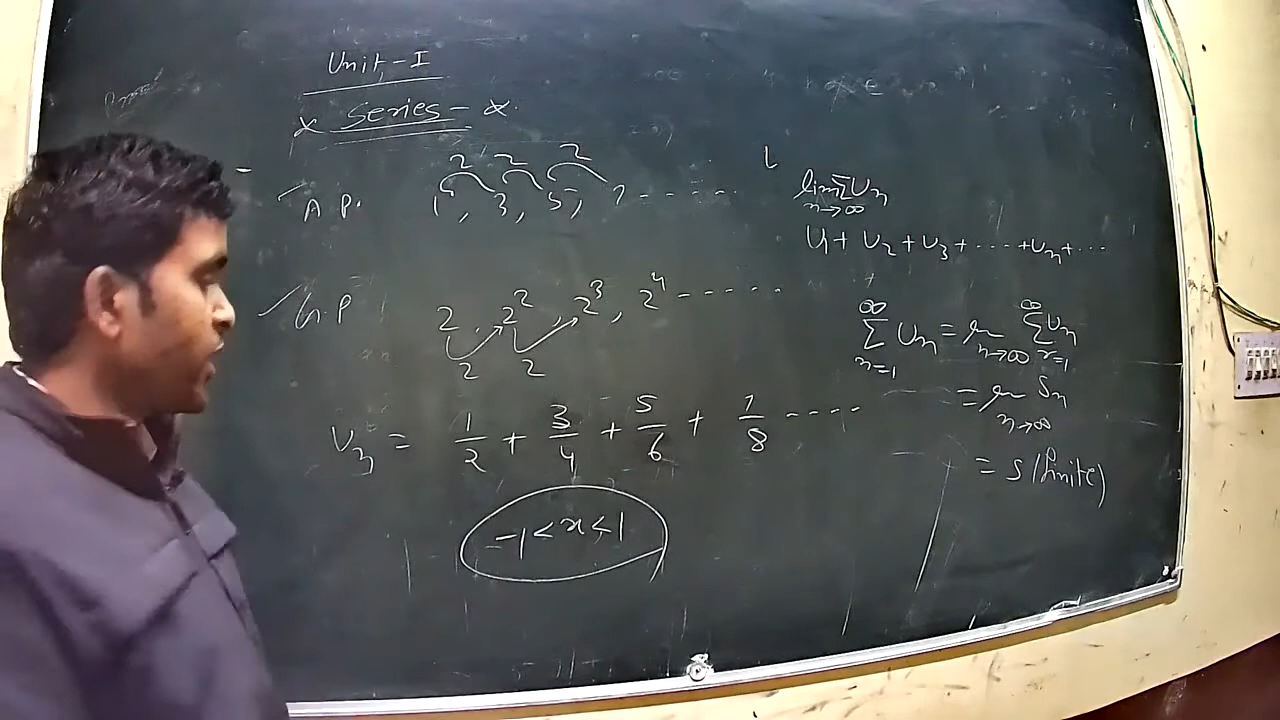 Unit-I
x Series - x
2 2 2
A.P. 1, 3, 5, 7 -----
G.P 2, 2², 2³, 2⁴ -----
2 2
= 1/2 + 3/4 + 5/6 + 7/8 ----
-1 < x < 1
lim Σ Un
n→∞
U1 + U2 + U3 + ... + Un + ...
∞ Σ n=1 Un = lim n→∞ ∞ Σ r=1 Un
= lim n→∞ Sn
= S (finite)